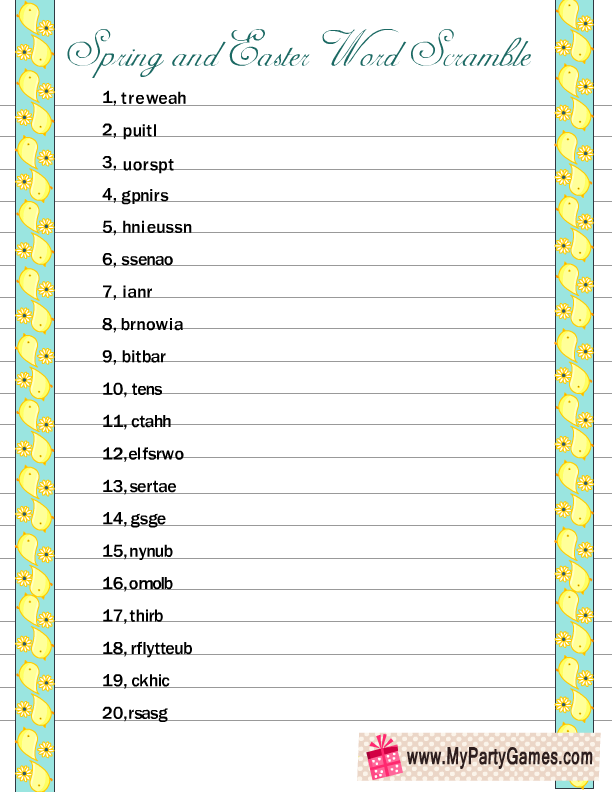 Spring and Easter Word Scramble
1, treweah
2, puitl
3, uorspt
4, gpnirs
5, hnieussn
6, ssenao
7, ianr
8, brnowia
9, bitbar
10, tens
11, ctahh
12,elfsrwo
13,sertae
14, gsge
15, nynub
16,omolb
17, thirb
18, rflytteub
19, ckhic
20,rsasg
www.MyPartyGames.com